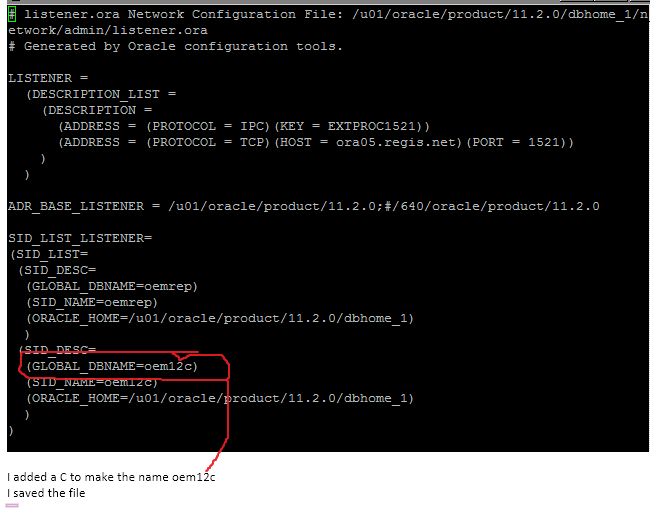 # listener.ora Network Configuration File: /u01/oracle/product/11.2.0/dbhome_1/n
etwork/admin/listener.ora
# Generated by Oracle configuration tools.
LISTENER =
(DESCRIPTION_LIST =
(DESCRIPTION =
(ADDRESS = (PROTOCOL = IPC)(KEY = EXTPROC1521))
(ADDRESS = (PROTOCOL = TCP)(HOST = ora05.regis.net)(PORT = 1521))
)
)
ADR_BASE_LISTENER = /u01/oracle/product/11.2.0;#/640/oracle/product/11.2.0
SID_LIST_LISTENER=
(SID_LIST=
(SID_DESC=
(GLOBAL_DBNAME=oemrep)
(SID_NAME=oemrep)
(ORACLE_HOME=/u01/oracle/product/11.2.0/dbhome_1)
)
(SID_DESC=
(GLOBAL_DBNAME=oem12c)
(SID_NAME=oem12c)
(ORACLE_HOME=/u01/oracle/product/11.2.0/dbhome_1)
)
)
I added a C to make the name oem12c
I saved the file